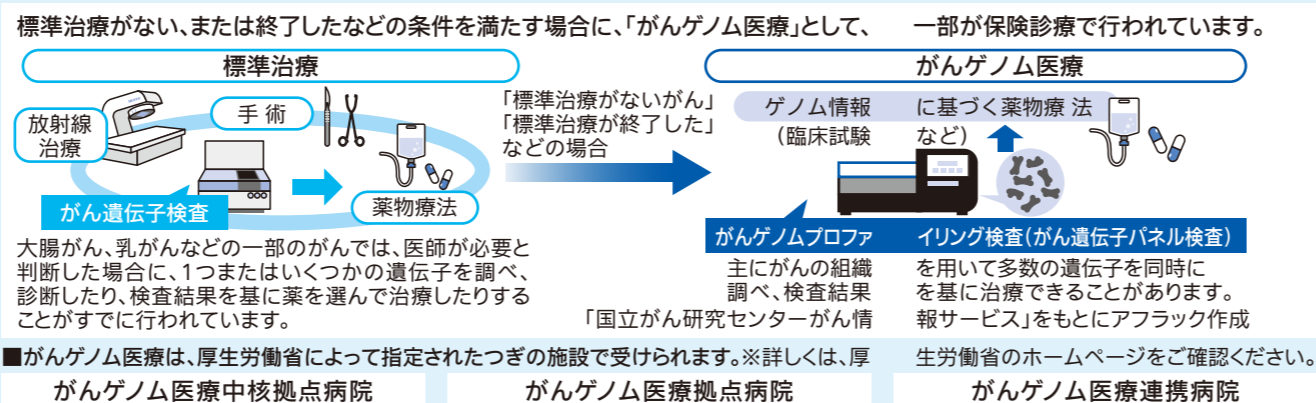 標準治療がない、または終了したなどの条件を満たす場合に、「がんゲノム医療」として、 一部が保険診療で行われています。
標準治療
放射線
治療
手術
がん遺伝子検査
薬物療法
大腸がん、乳がんなどの一部のがんでは、医師が必要と
判断した場合に、1つまたはいくつかの遺伝子を調べ、
診断したり、検査結果を基に薬を選んで治療したりする
ことがすでに行われています。
「標準治療がないがん」
「標準治療が終了した」
などの場合
がんゲノム医療
ゲノム情報 に基づく薬物療 法
(臨床試験 など)
がんゲノムプロファ イリング検査(がん遺伝子パネル検査)
主にがんの組織 を用いて多数の遺伝子を同時に
調べ、検査結果 を基に治療できることがあります。
「国立がん研究センターがん情 報サービス」をもとにアフラック作成
■がんゲノム医療は、厚生労働省によって指定されたつぎの施設で受けられます。※詳しくは、厚 生労働省のホームページをご確認ください。
がんゲノム医療中核拠点病院
がんゲノム医療拠点病院
がんゲノム医療連携病院